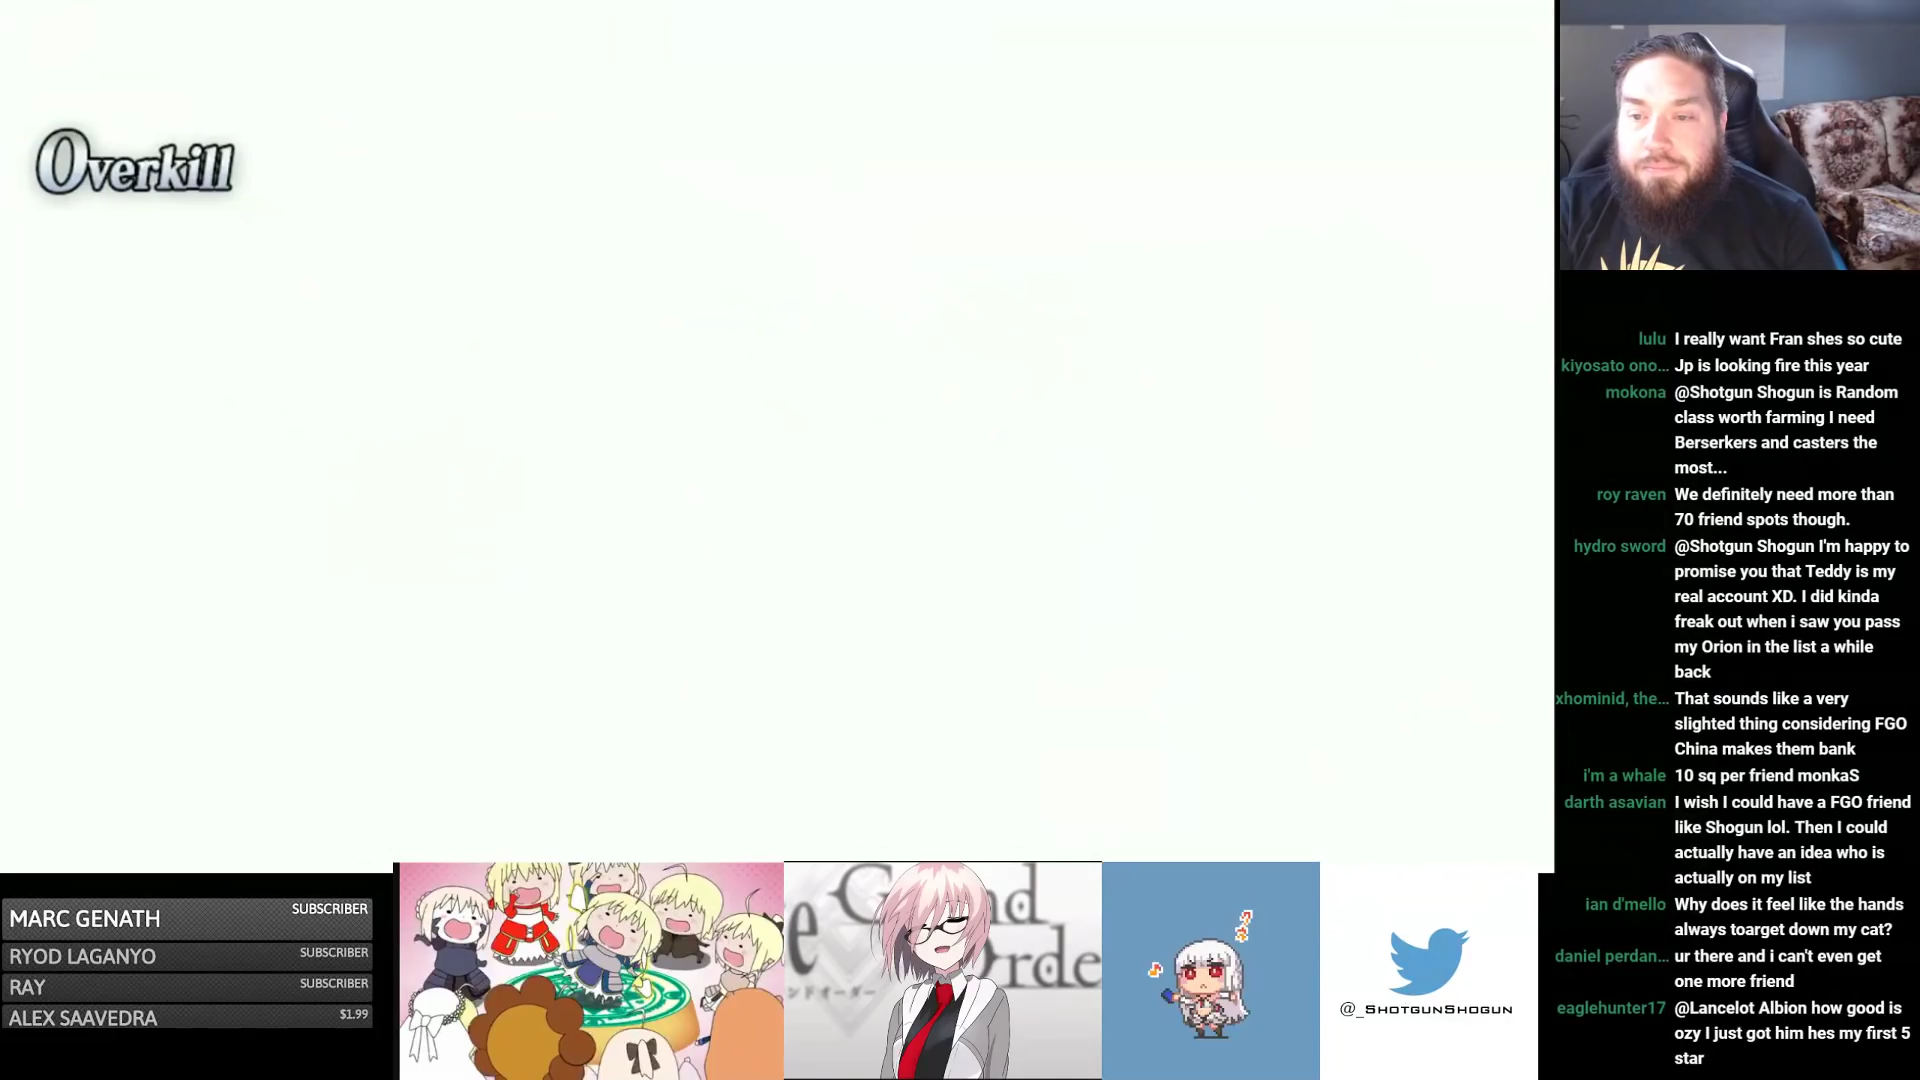 Overkill
lulu I really want Fran shes so cute
kiyosato ono... Jp is looking fire this year
mokona @Shotgun Shogun is Random
class worth farming I need
Berserkers and casters the
most...
roy raven We definitely need more than
70 friend spots though.
hydro sword @Shotgun Shogun I'm happy to
promise you that Teddy is my
real account XD. I did kinda
freak out when i saw you pass
my Orion in the list a while
back
xhominid, the... That sounds like a very
slighted thing considering FGO
China makes them bank
i'm a whale 10 sq per friend monkaS
darth asavian I wish I could have a FGO friend
like Shogun lol. Then I could
actually have an idea who is
actually on my list
ian d'mello Why does it feel like the hands
always toarget down my cat?
daniel perdan... ur there and i can't even get
one more friend
eaglehunter17 @Lancelot Albion how good is
ozy I just got him hes my first 5
star
MARC GENATH SUBSCRIBER
RYOD LAGANYO SUBSCRIBER
RAY SUBSCRIBER
ALEX SAAVEDRA $1.99
@_ShotgunShogun